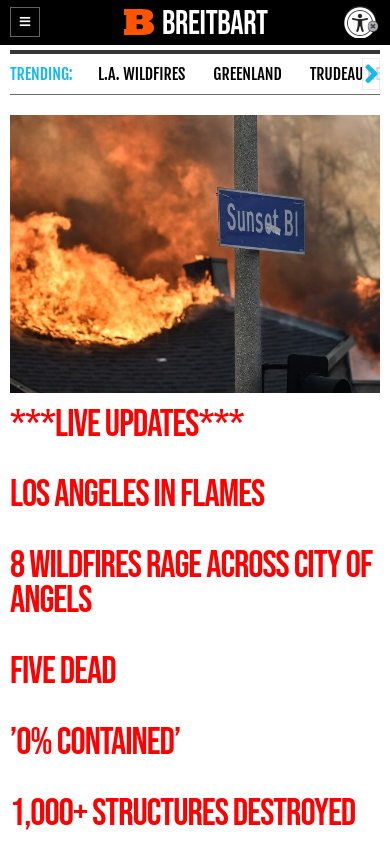 BREITBART
TRENDING: L.A. WILDFIRES GREENLAND TRUDEAU
Sunset Bl
***LIVE UPDATES***
LOS ANGELES IN FLAMES
8 WILDFIRES RAGE ACROSS CITY OF
ANGELS
FIVE DEAD
’0% CONTAINED’
1,000+ STRUCTURES DESTROYED